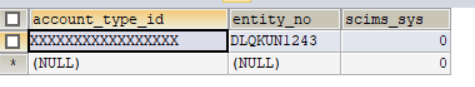 account_type_id entity_no scims_sys
XXXXXXXXXXXXXXXXX DLQKUN1243 0
* (NULL) (NULL) 0